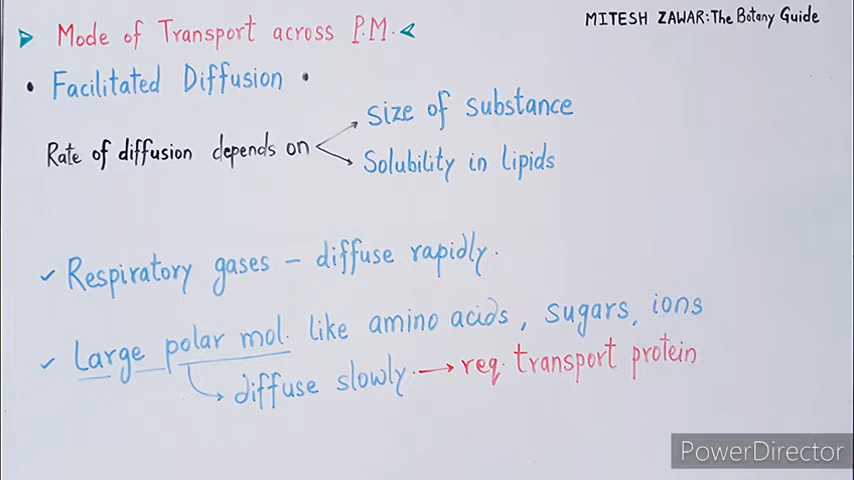 MITESH ZAWAR: The Botany Guide
Mode of Transport across P.M.
• Facilitated Diffusion •
Rate of diffusion depends on
Size of substance
Solubility in lipids
✓ Respiratory gases – diffuse rapidly.
✓ Large polar mol. like amino acids, sugars, ions
diffuse slowly. → req. transport protein
PowerDirector